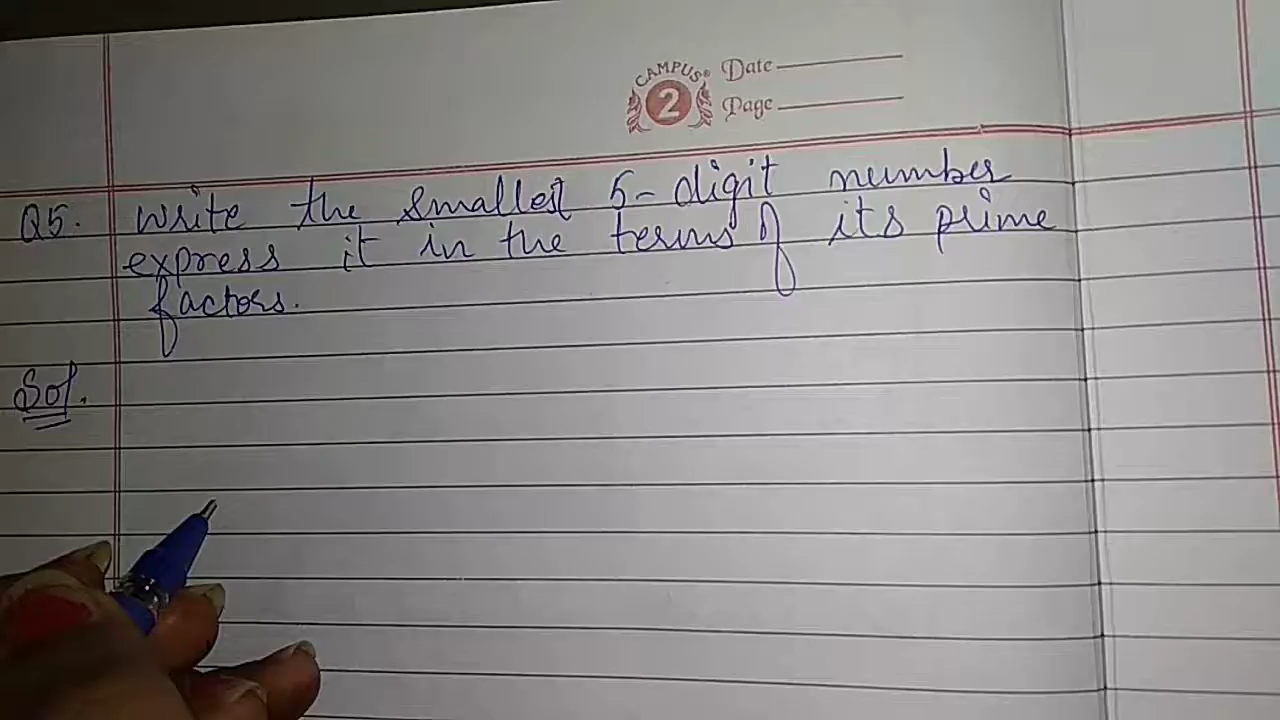 CAMPUS®
2
Date
Page
Q5. Write the smallest 5-digit number
express it in the terms of its prime
factors.
Sol.